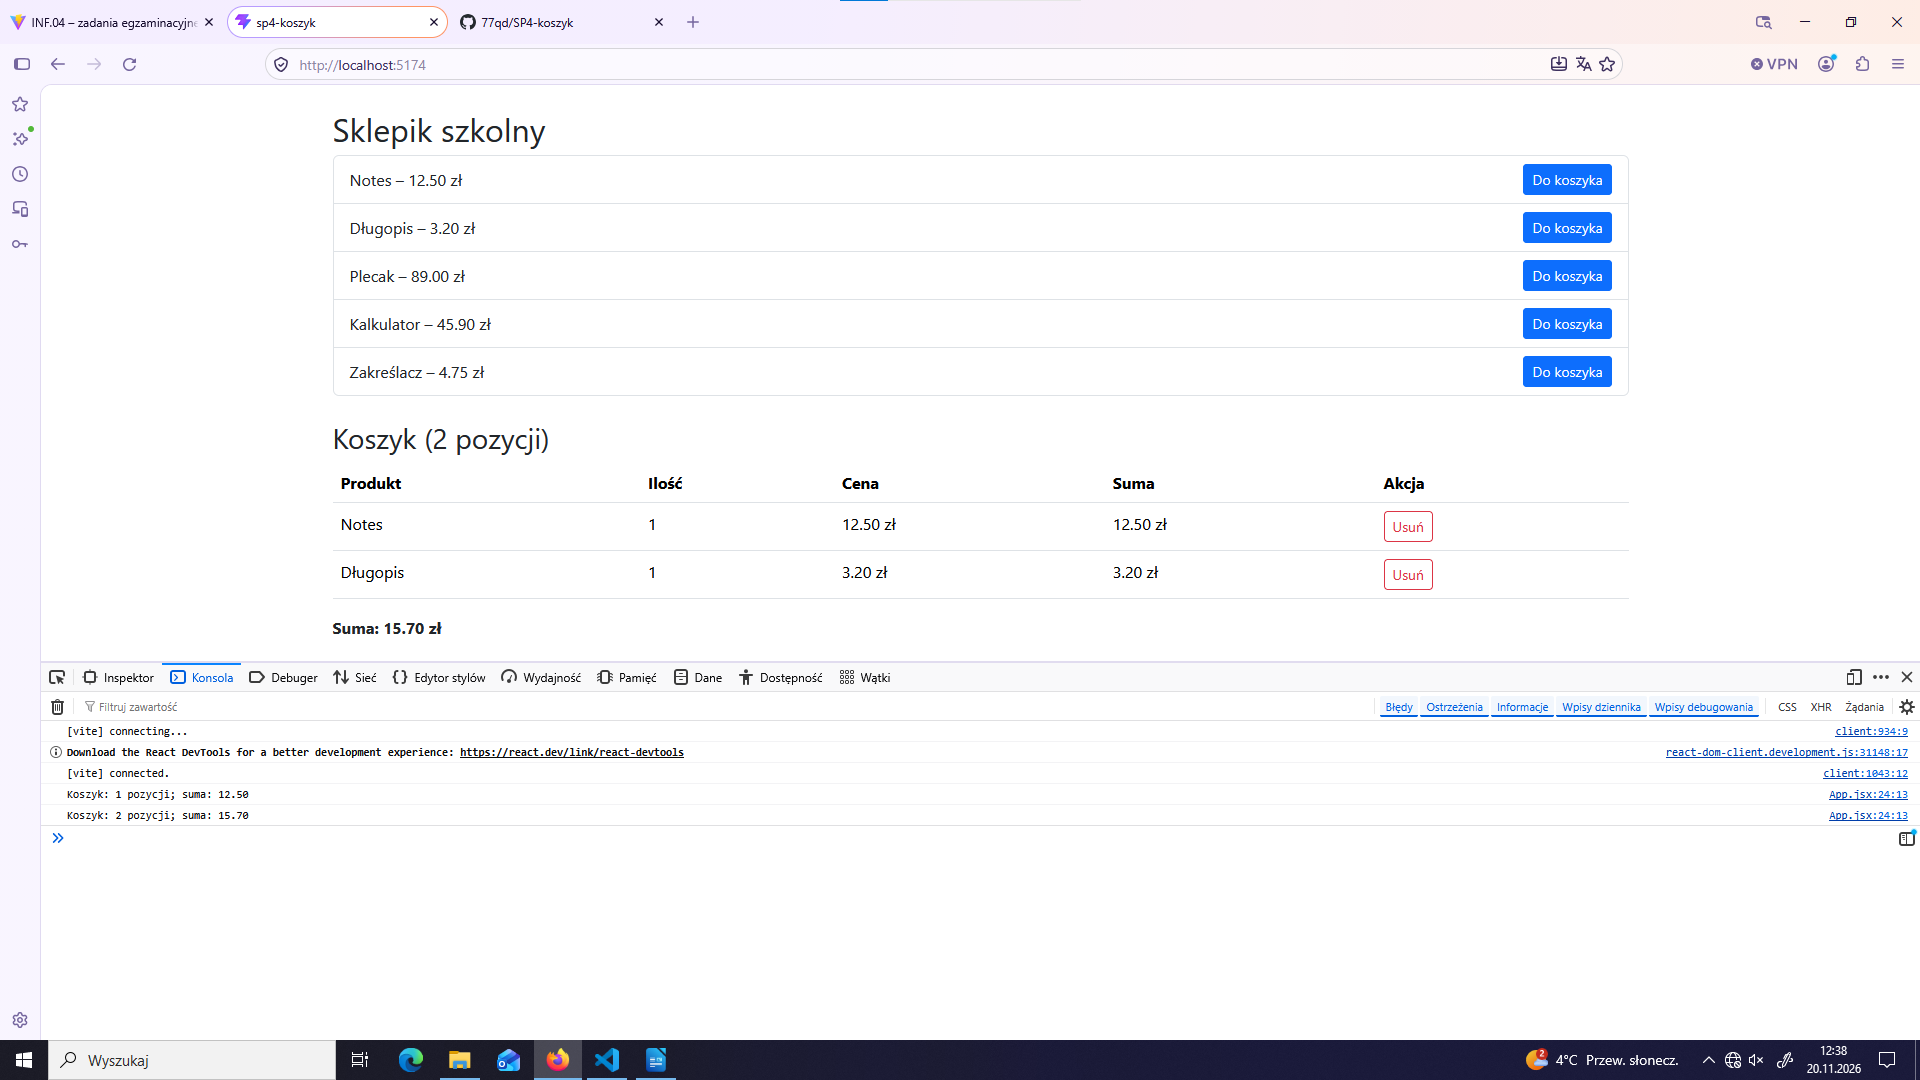 INF.04 – zadania egzaminacyjne
sp4-koszyk
77qd/SP4-koszyk
http://localhost:5174
VPN
Sklepik szkolny
Notes – 12.50 zł
Do koszyka
Długopis – 3.20 zł
Do koszyka
Plecak – 89.00 zł
Do koszyka
Kalkulator – 45.90 zł
Do koszyka
Zakreślacz – 4.75 zł
Do koszyka
Koszyk (2 pozycji)
Produkt Ilość Cena Suma Akcja
Notes 1 12.50 zł 12.50 zł Usuń
Długopis 1 3.20 zł 3.20 zł Usuń
Suma: 15.70 zł
Inspektor Konsola Debuger Sieć Edytor stylów Wydajność Pamięć Dane Dostępność Wątki
Filtruj zawartość Błędy Ostrzeżenia Informacje Wpisy dziennika Wpisy debugowania CSS XHR Żądania
[vite] connecting... client:934:9
Download the React DevTools for a better development experience: https://react.dev/link/react-devtools react-dom-client.development.js:31148:17
[vite] connected. client:1043:12
Koszyk: 1 pozycji; suma: 12.50 App.jsx:24:13
Koszyk: 2 pozycji; suma: 15.70 App.jsx:24:13
Wyszukaj
2
4°C Przew. słonecz.
12:38
20.11.2026